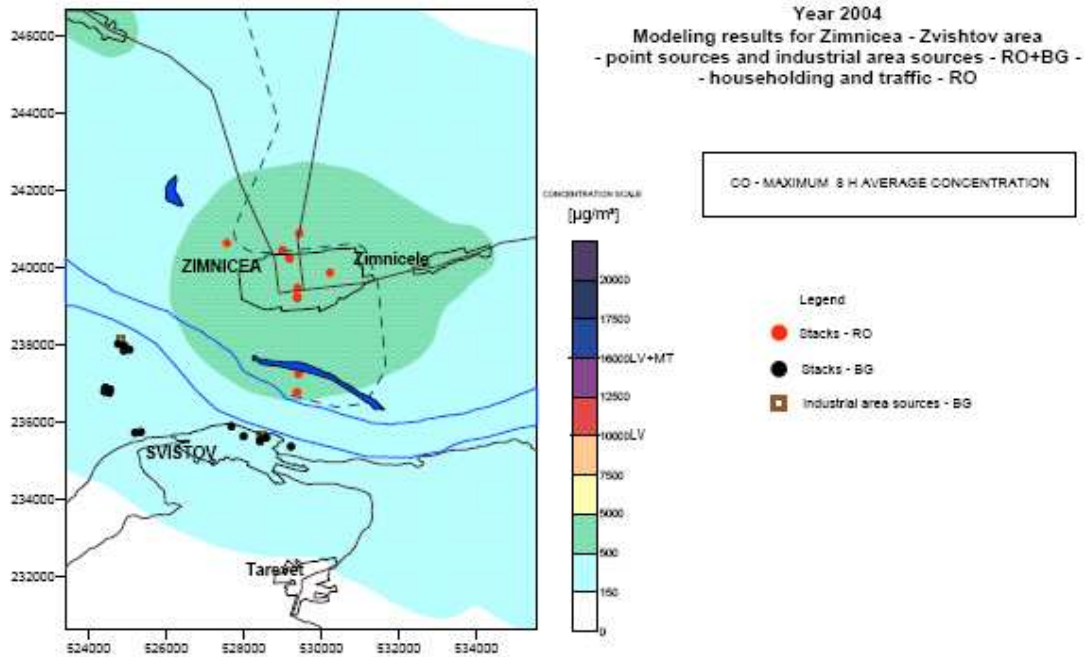 Year 2004
Modeling results for Zimnicea - Zvishtov area
- point sources and industrial area sources - RO+BG -
- householding and traffic - RO
CO - MAXIMUM 8 H AVERAGE CONCENTRATION
CONCENTRATION SCALE
[µg/m³]
20000
17500
16000LV+MT
12500
10000LV
7500
5000
500
150
0
Legend
Stacks - RO
Stacks - BG
Industrial area sources - BG
246000
244000
242000
240000
238000
236000
234000
232000
ZIMNICEA
Zimnicele
SVISTOV
Tarevet
524000
526000
528000
530000
532000
534000